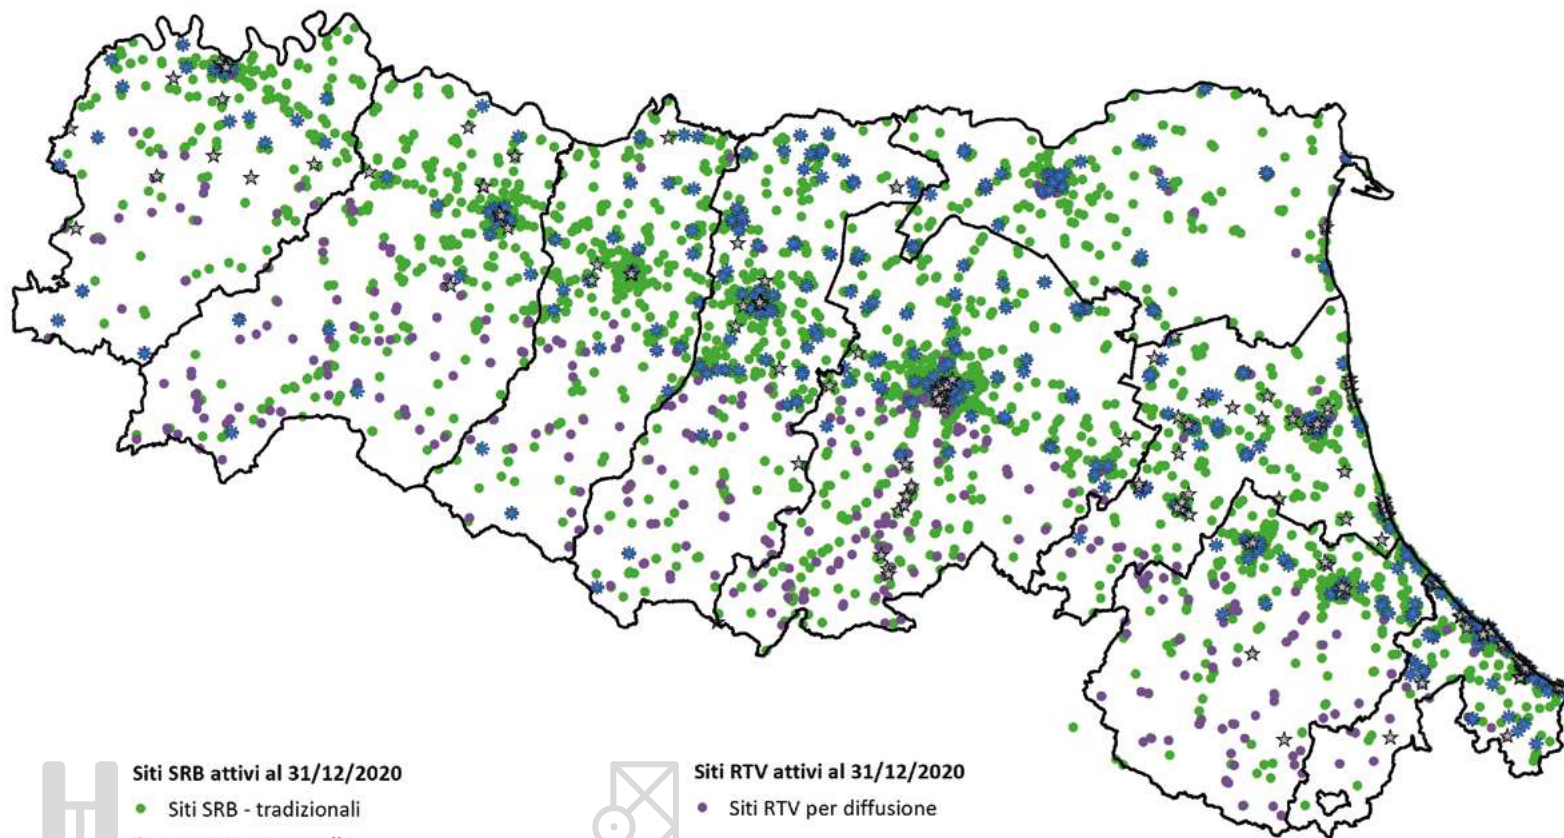 Siti SRB attivi al 31/12/2020
Siti SRB - tradizionali
Siti RTV attivi al 31/12/2020
Siti RTV per diffusione